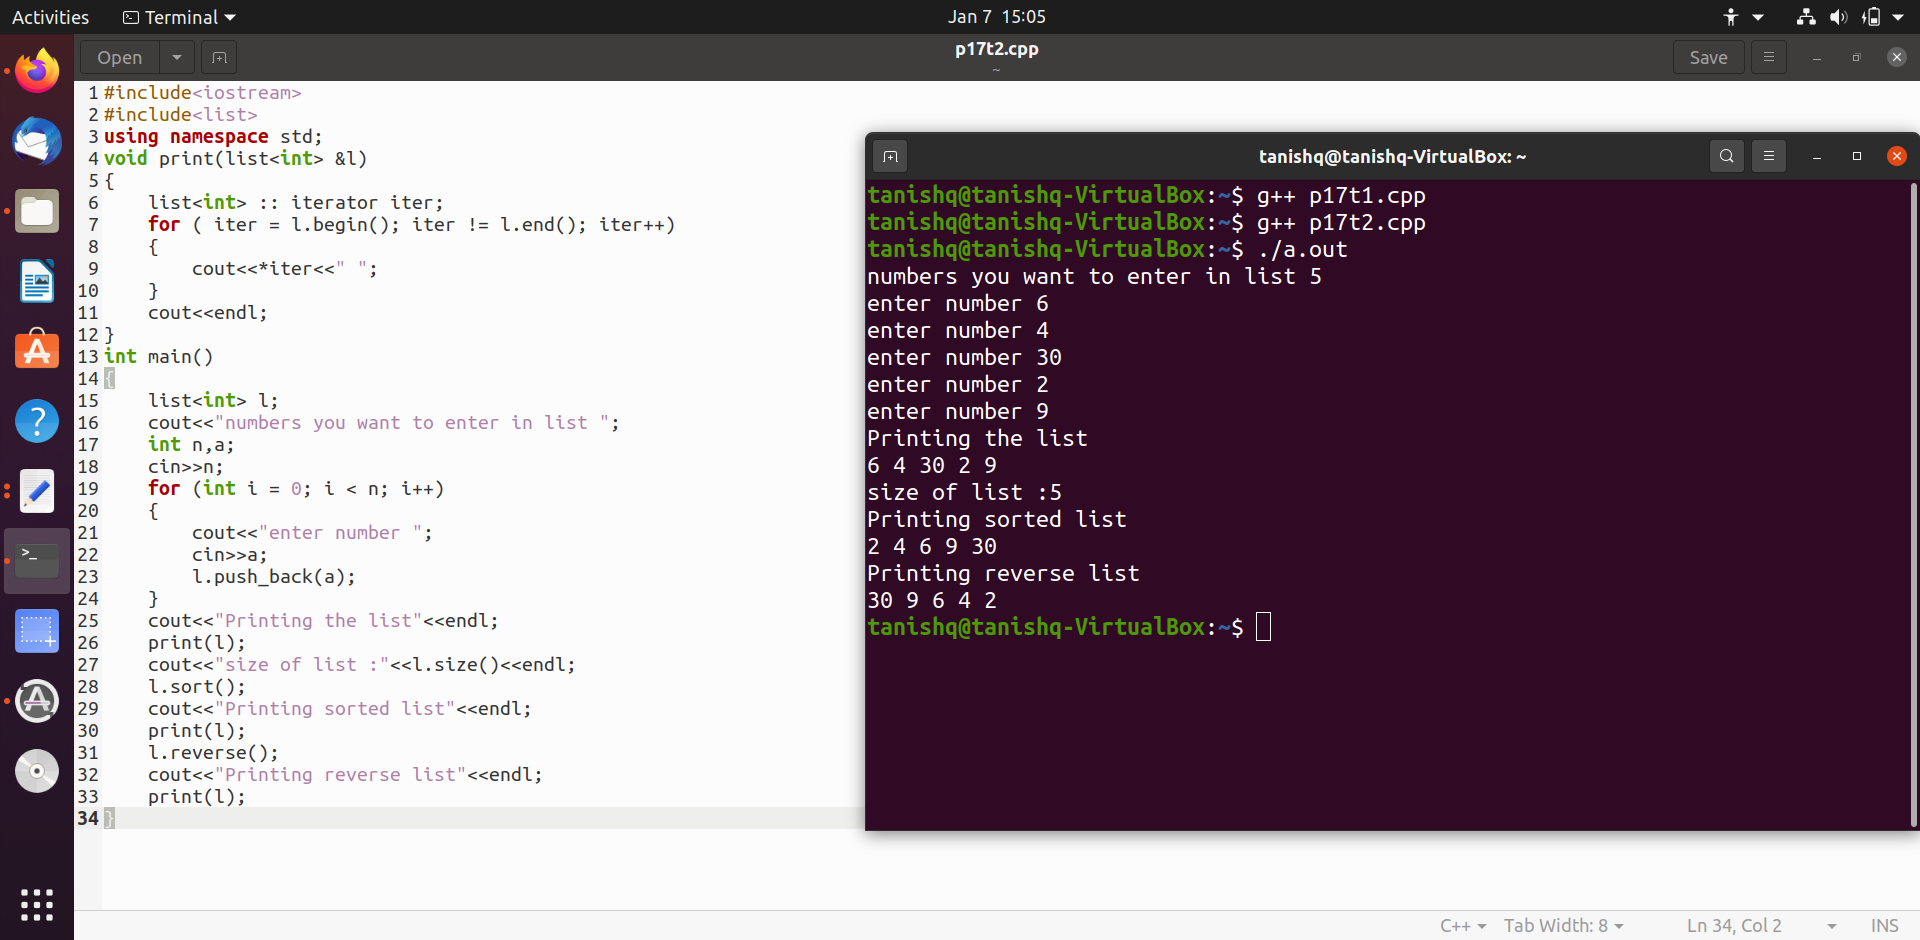 Activities Terminal Jan 7 15:05
Open p17t2.cpp Save
~
1 #include<iostream>
2 #include<list>
3 using namespace std;
4 void print(list<int> &l)
5 {
6     list<int> :: iterator iter;
7     for ( iter = l.begin(); iter != l.end(); iter++)
8     {
9         cout<<*iter<<" ";
10     }
11     cout<<endl;
12 }
13 int main()
14 {
15     list<int> l;
16     cout<<"numbers you want to enter in list ";
17     int n,a;
18     cin>>n;
19     for (int i = 0; i < n; i++)
20     {
21         cout<<"enter number ";
22         cin>>a;
23         l.push_back(a);
24     }
25     cout<<"Printing the list"<<endl;
26     print(l);
27     cout<<"size of list :"<<l.size()<<endl;
28     l.sort();
29     cout<<"Printing sorted list"<<endl;
30     print(l);
31     l.reverse();
32     cout<<"Printing reverse list"<<endl;
33     print(l);
34 }
tanishq@tanishq-VirtualBox: ~
tanishq@tanishq-VirtualBox:~$ g++ p17t1.cpp
tanishq@tanishq-VirtualBox:~$ g++ p17t2.cpp
tanishq@tanishq-VirtualBox:~$ ./a.out
numbers you want to enter in list 5
enter number 6
enter number 4
enter number 30
enter number 2
enter number 9
Printing the list
6 4 30 2 9
size of list :5
Printing sorted list
2 4 6 9 30
Printing reverse list
30 9 6 4 2
tanishq@tanishq-VirtualBox:~$
C++ Tab Width: 8 Ln 34, Col 2 INS